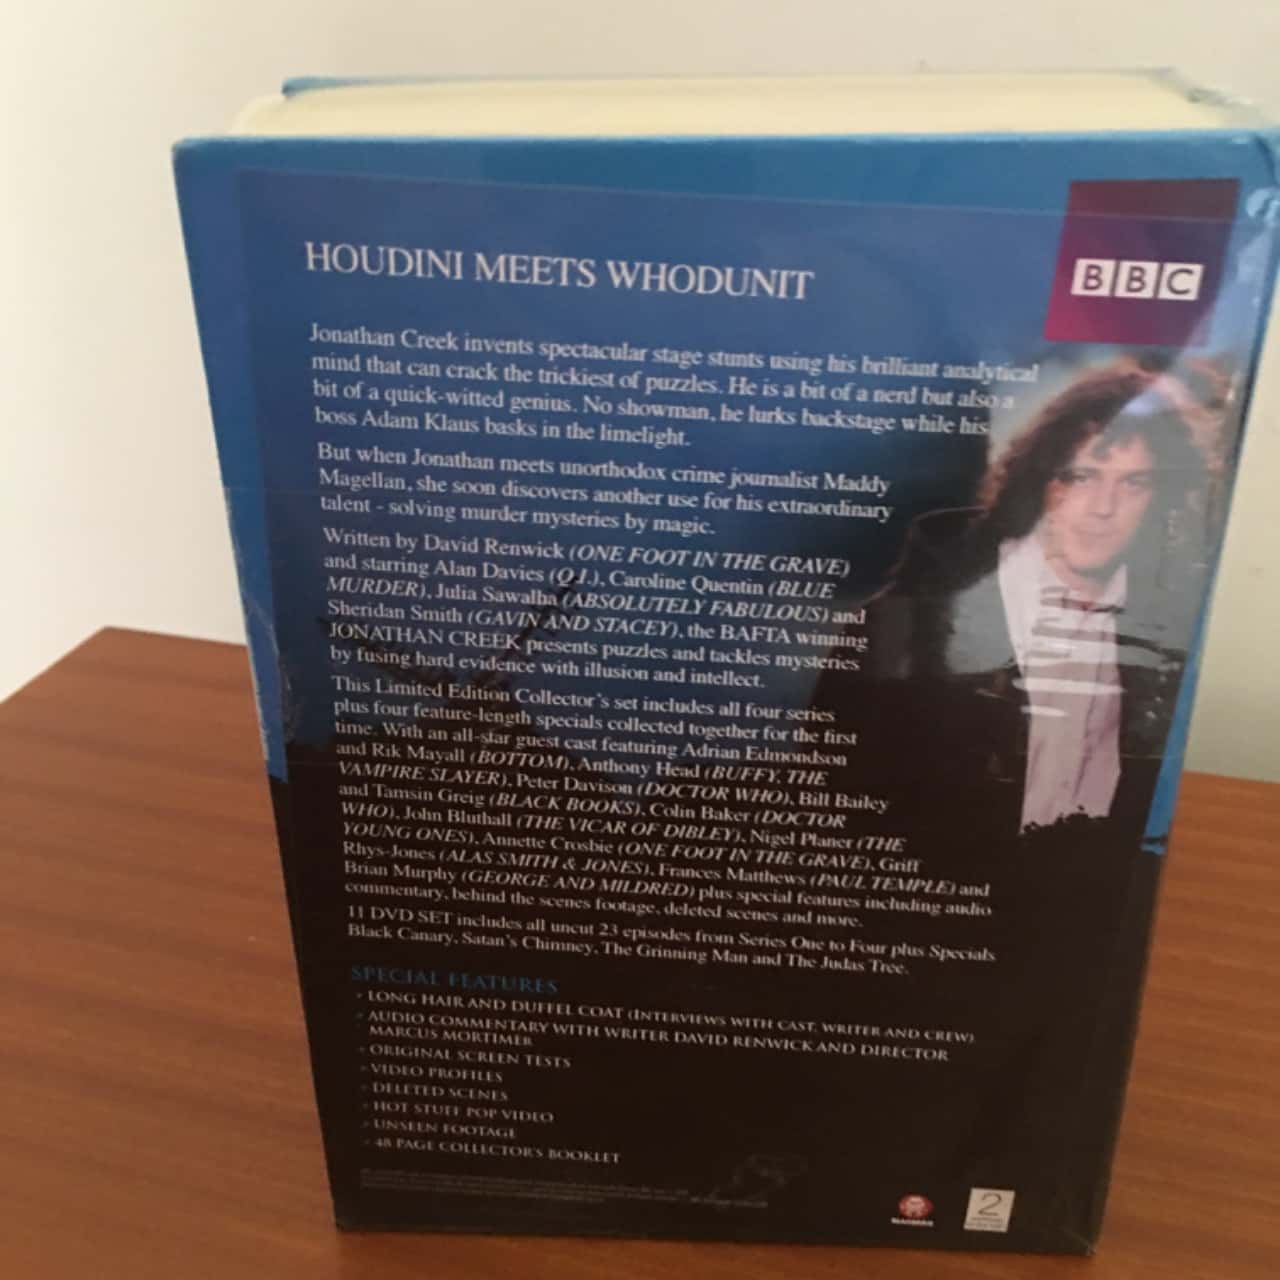 BBC
HOUDINI MEETS WHODUNIT
Jonathan Creek invents spectacular stage stunts using his brilliant analytical
mind that can crack the trickiest of puzzles. He is a bit of a nerd but also a
bit of a quick-witted genius. No showman, he lurks backstage while his
boss Adam Klaus basks in the limelight.
But when Jonathan meets unorthodox crime journalist Maddy
Magellan, she soon discovers another use for his extraordinary
talent - solving murder mysteries by magic.
Written by David Renwick (ONE FOOT IN THE GRAVE)
and starring Alan Davies (Q.I.), Caroline Quentin (BLUE
MURDER), Julia Sawalha (ABSOLUTELY FABULOUS) and
Sheridan Smith (GAVIN AND STACEY), the BAFTA winning
JONATHAN CREEK presents puzzles and tackles mysteries
by fusing hard evidence with illusion and intellect.
This Limited Edition Collector's set includes all four series
plus four feature-length specials collected together for the first
time. With an all-star guest cast featuring Adrian Edmondson
and Rik Mayall (BOTTOM), Anthony Head (BUFFY, THE
VAMPIRE SLAYER), Peter Davison (DOCTOR WHO), Bill Bailey
and Tamsin Greig (BLACK BOOKS), Colin Baker (DOCTOR
WHO), John Bluthall (THE VICAR OF DIBLEY), Nigel Planer (THE
YOUNG ONES), Annette Crosbie (ONE FOOT IN THE GRAVE), Griff
Rhys-Jones (ALAS SMITH & JONES), Frances Matthews (PAUL TEMPLE) and
Brian Murphy (GEORGE AND MILDRED) plus special features including audio
commentary, behind the scenes footage, deleted scenes and more.
11 DVD SET includes all uncut 23 episodes from Series One to Four plus Specials
Black Canary, Satan's Chimney, The Grinning Man and The Judas Tree.
SPECIAL FEATURES
LONG HAIR AND DUFFEL COAT (INTERVIEWS WITH CAST, WRITER AND CREW)
AUDIO COMMENTARY WITH WRITER DAVID RENWICK AND DIRECTOR
MARCUS MORTIMER
ORIGINAL SCREEN TESTS
VIDEO PROFILES
DELETED SCENES
HOT STUFF POP VIDEO
UNSEEN FOOTAGE
48 PAGE COLLECTOR'S BOOKLET
MADMAN
2